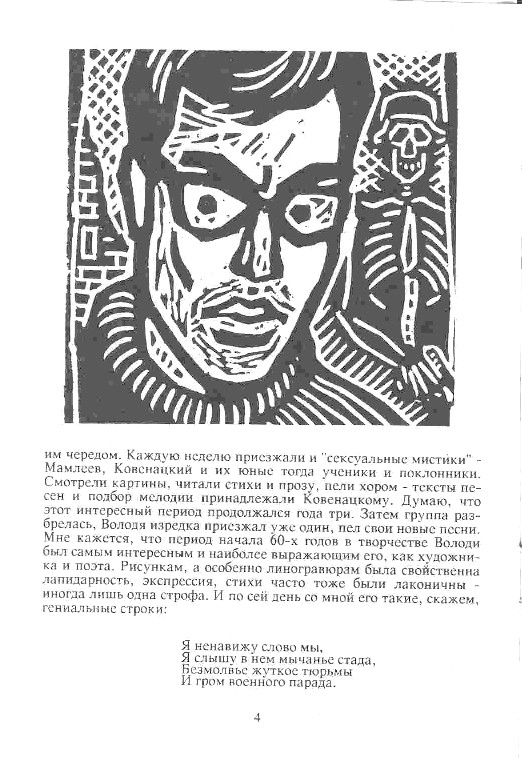 им чередом. Каждую неделю приезжали и "сексуальные мистики" -
Мамлеев, Ковенацкий и их юные тогда ученики и поклонники.
Смотрели картины, читали стихи и прозу, пели хором - тексты пе-
сен и подбор мелодии принадлежали Ковенацкому. Думаю, что
этот интересный период продолжался года три. Затем группа раз-
брелась, Володя изредка приезжал уже один, пел свои новые песни.
Мне кажется, что период начала 60-х годов в творчестве Володи
был самым интересным и наиболее выражающим его, как художни-
ка и поэта. Рисункам, а особенно линогравюрам была свойственна
лапидарность, экспрессия, стихи часто тоже были лаконичны -
иногда лишь одна строфа. И по сей день со мной его такие, скажем,
гениальные строки:
Я ненавижу слово мы,
Я слышу в нем мычанье стада,
Безмолвье жуткое тюрьмы
И гром военного парада.
4